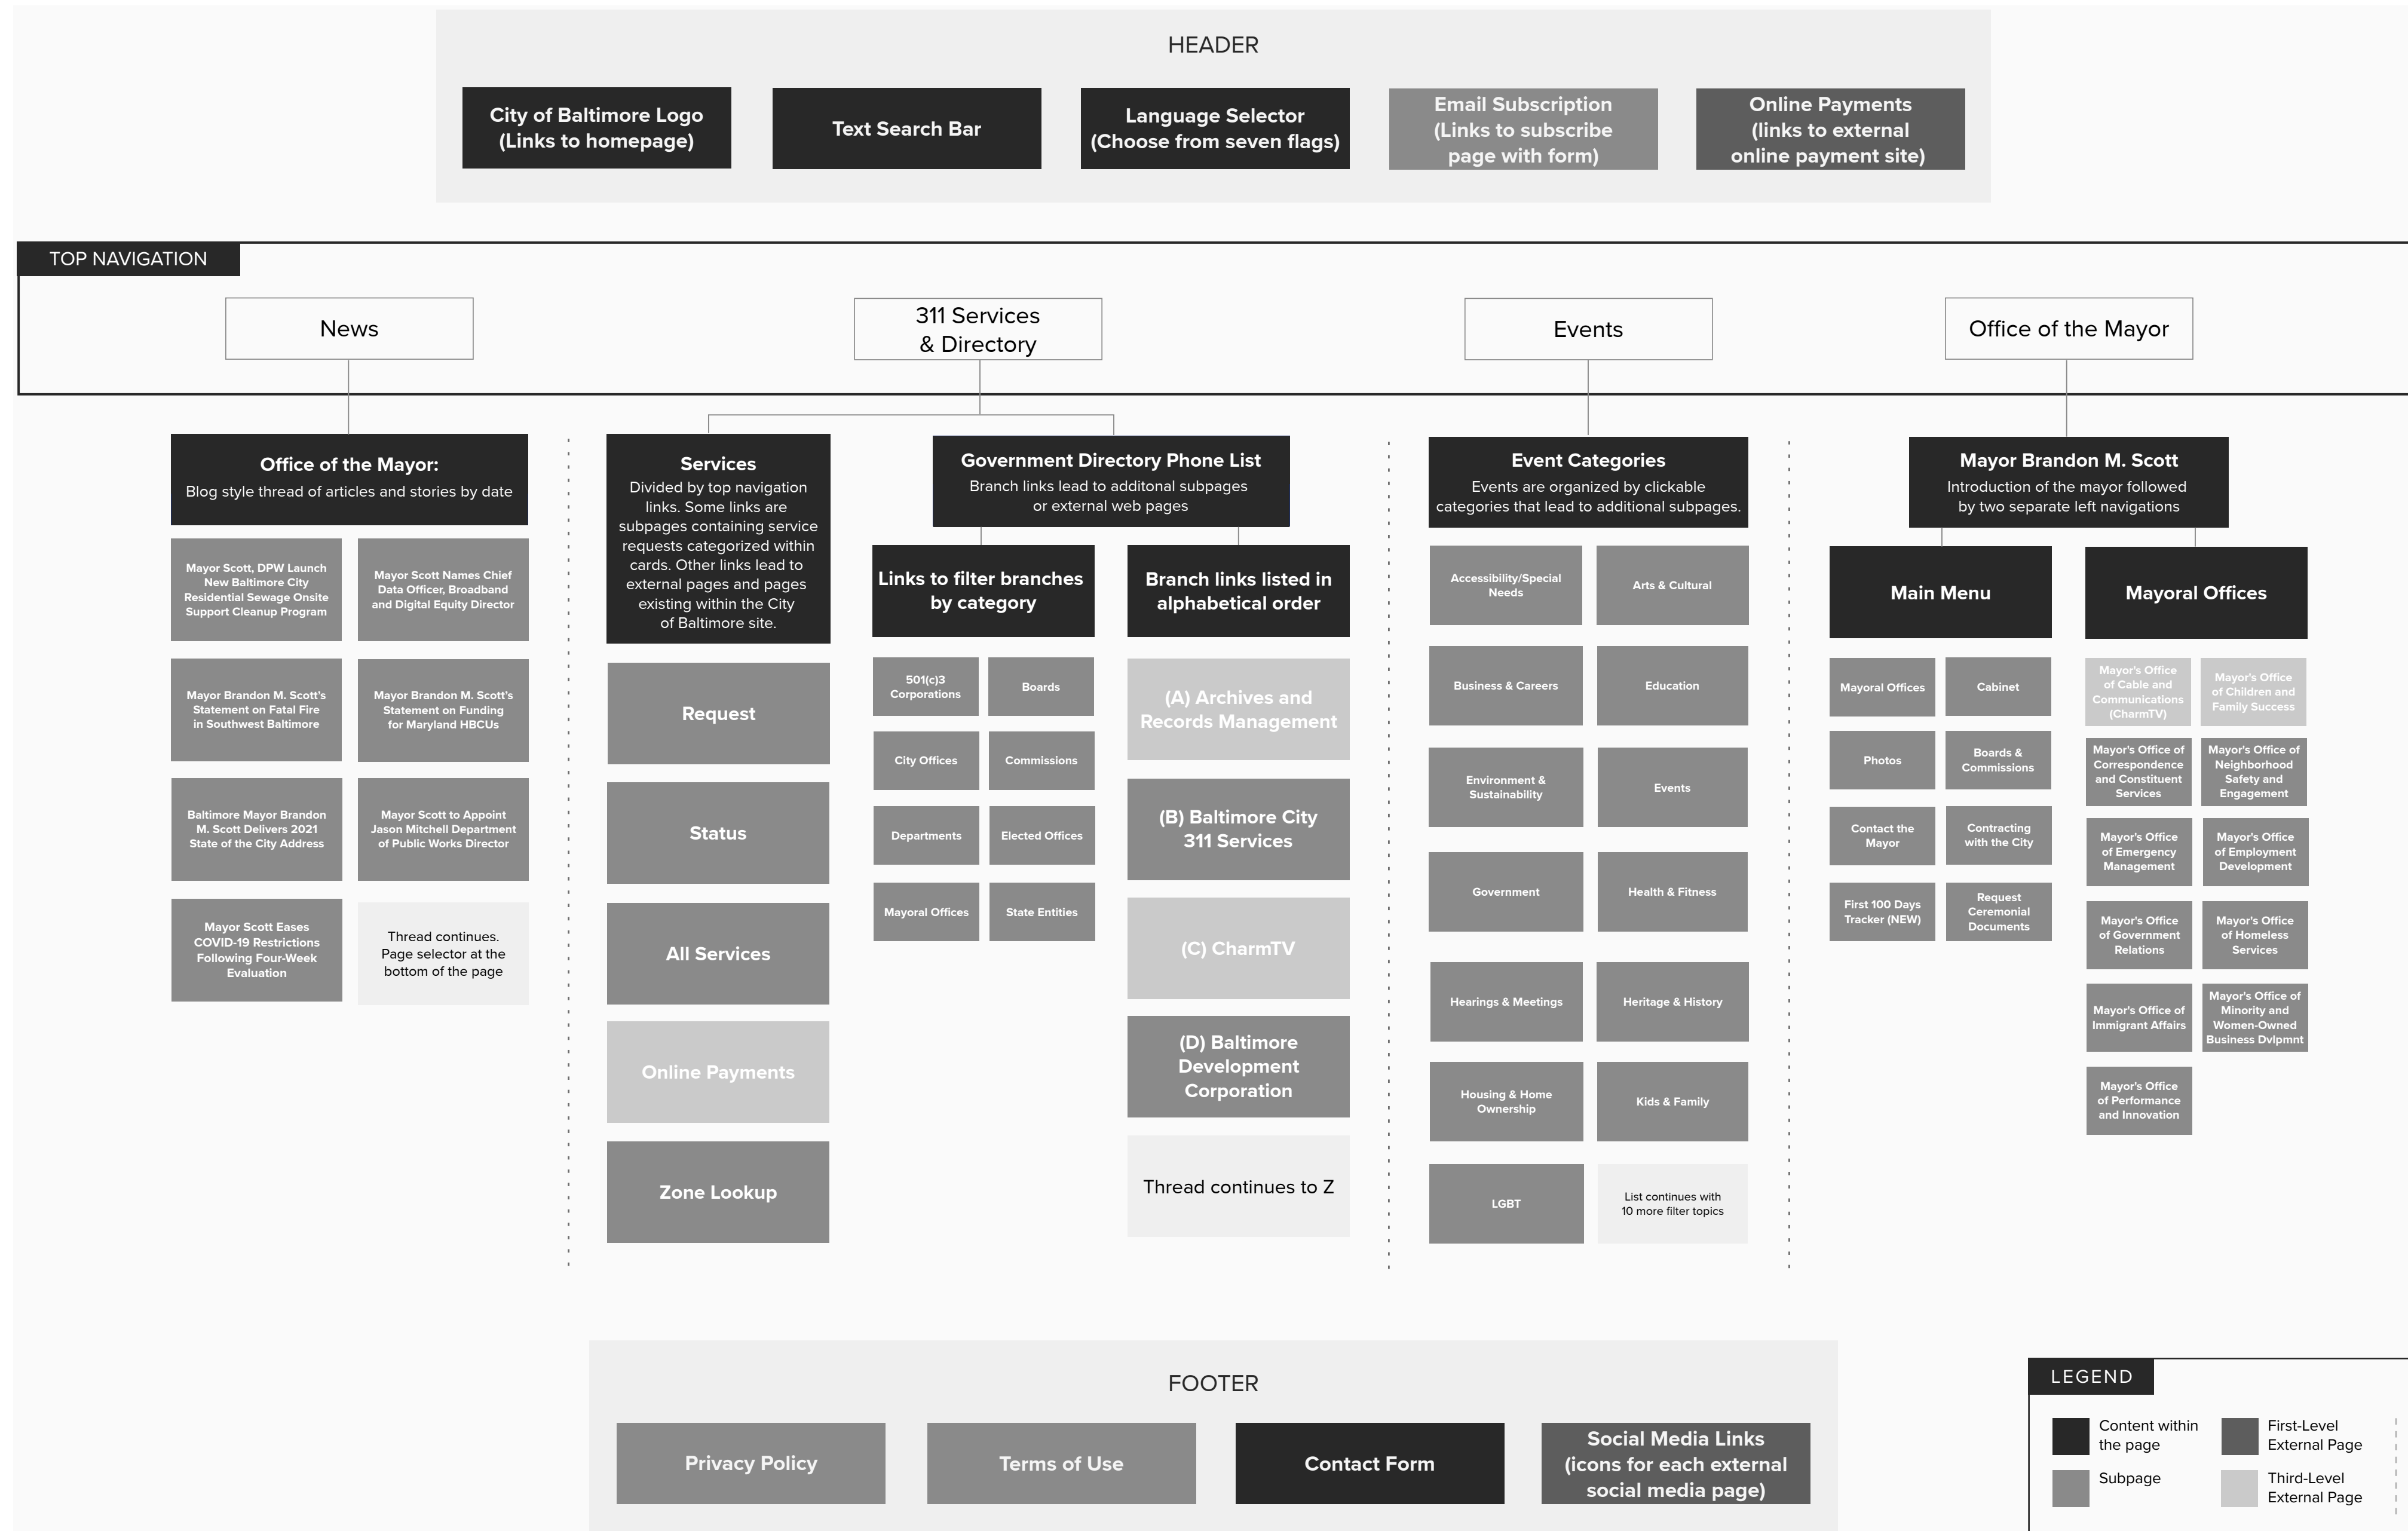 HEADER
City of Baltimore Logo
(Links to homepage)
Text Search Bar
Language Selector
(Choose from seven flags)
Email Subscription
(Links to subscribe
page with form)
Online Payments
(links to external
online payment site)
TOP NAVIGATION
News
311 Services
& Directory
Events
Office of the Mayor
Office of the Mayor:
Blog style thread of articles and stories by date
Mayor Scott, DPW Launch
New Baltimore City
Residential Sewage Onsite
Support Cleanup Program
Mayor Scott Names Chief
Data Officer, Broadband
and Digital Equity Director
Mayor Brandon M. Scott's
Statement on Fatal Fire
in Southwest Baltimore
Mayor Brandon M. Scott's
Statement on Funding
for Maryland HBCUs
Baltimore Mayor Brandon
M. Scott Delivers 2021
State of the City Address
Mayor Scott to Appoint
Jason Mitchell Department
of Public Works Director
Mayor Scott Eases
COVID-19 Restrictions
Following Four-Week
Evaluation
Thread continues.
Page selector at the
bottom of the page
Services
Divided by top navigation
links. Some links are
subpages containing service
requests categorized within
cards. Other links lead to
external pages and pages
existing within the City
of Baltimore site.
Request
Status
All Services
Online Payments
Zone Lookup
Government Directory Phone List
Branch links lead to additonal subpages
or external web pages
Links to filter branches
by category
501(c)3
Corporations
Boards
City Offices
Commissions
Departments
Elected Offices
Mayoral Offices
State Entities
Branch links listed in
alphabetical order
(A) Archives and
Records Management
(B) Baltimore City
311 Services
(C) CharmTV
(D) Baltimore
Development
Corporation
Thread continues to Z
Event Categories
Events are organized by clickable
categories that lead to additional subpages.
Accessibility/Special
Needs
Arts & Cultural
Business & Careers
Education
Environment &
Sustainability
Events
Government
Health & Fitness
Hearings & Meetings
Heritage & History
Housing & Home
Ownership
Kids & Family
LGBT
List continues with
10 more filter topics
Mayor Brandon M. Scott
Introduction of the mayor followed
by two separate left navigations
Main Menu
Mayoral Offices
Cabinet
Photos
Boards &
Commissions
Contact the
Mayor
Contracting
with the City
First 100 Days
Tracker (NEW)
Request
Ceremonial
Documents
Mayoral Offices
Mayor's Office
of Cable and
Communications
(CharmTV)
Mayor's Office
of Children and
Family Success
Mayor's Office of
Correspondence
and Constituent
Services
Mayor's Office of
Neighborhood
Safety and
Engagement
Mayor's Office
of Emergency
Management
Mayor's Office
of Employment
Development
Mayor's Office
of Government
Relations
Mayor's Office
of Homeless
Services
Mayor's Office of
Immigrant Affairs
Mayor's Office of
Minority and
Women-Owned
Business Dvlpmnt
Mayor's Office
of Performance
and Innovation
FOOTER
Privacy Policy
Terms of Use
Contact Form
Social Media Links
(icons for each external
social media page)
LEGEND
Content within
the page
First-Level
External Page
Subpage
Third-Level
External Page